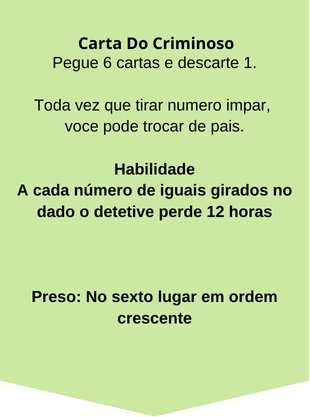 Carta Do Criminoso
Pegue 6 cartas e descarte 1.
Toda vez que tirar numero impar,
voce pode trocar de pais.
Habilidade
A cada número de iguais girados no
dado o detetive perde 12 horas
Preso: No sexto lugar em ordem
crescente